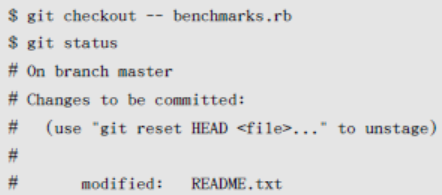 $ git checkout -- benchmarks.rb
$ git status
# On branch master
# Changes to be committed:
#   (use "git reset HEAD <file>..." to unstage)
#
#       modified:   README.txt